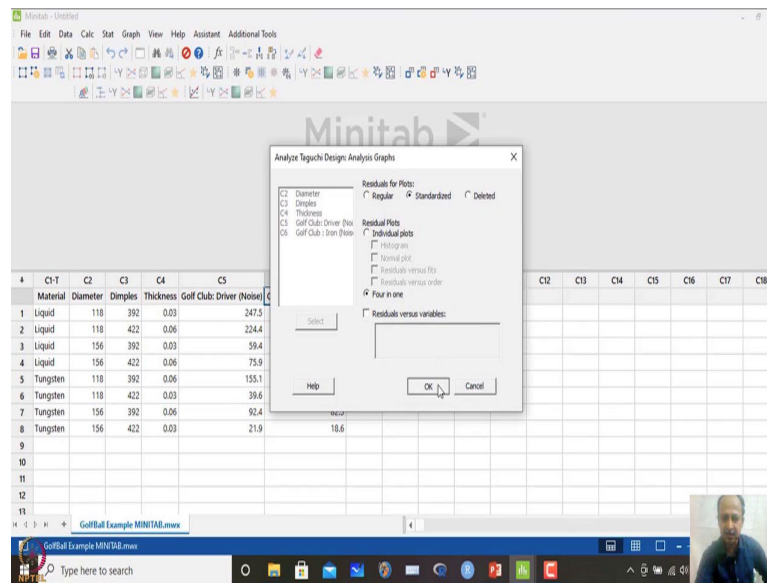 Minitab - Untitled
File Edit Data Calc Stat Graph View Help Assistant Additional Tools
Minitab
Analyze Taguchi Design: Analysis Graphs X
C2 Diameter
C3 Dimples
C4 Thickness
C5 Golf Club: Driver (Noi
C6 Golf Club : Iron (Nois
Residuals for Plots:
Regular Standardized Deleted
Residual Plots
Individual plots
Histogram
Normal plot
Residuals versus fits
Residuals versus order
Four in one
Residuals versus variables:
Select
Help OK Cancel
C1-T C2 C3 C4 C5 C12 C13 C14 C15 C16 C17 C18
Material Diameter Dimples Thickness Golf Club: Driver (Noise)
1 Liquid 118 392 0.03 247.5
2 Liquid 118 422 0.06 224.4
3 Liquid 156 392 0.03 59.4
4 Liquid 156 422 0.06 75.9
5 Tungsten 118 392 0.06 155.1
6 Tungsten 118 422 0.03 39.6
7 Tungsten 156 392 0.06 92.4
8 Tungsten 156 422 0.03 21.9 18.6
9
10
11
12
13
GolfBall Example MINITAB.mwx
GolfBall Example MINITAB.mwx
Type here to search
NPTEL